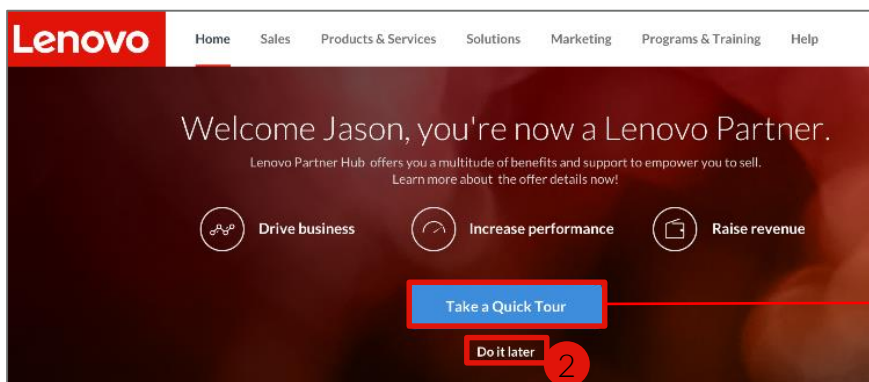 Lenovo
Home Sales Products & Services Solutions Marketing Programs & Training Help
Welcome Jason, you're now a Lenovo Partner.
Lenovo Partner Hub offers you a multitude of benefits and support to empower you to sell.
Learn more about the offer details now!
Drive business Increase performance Raise revenue
Take a Quick Tour
Do it later
2